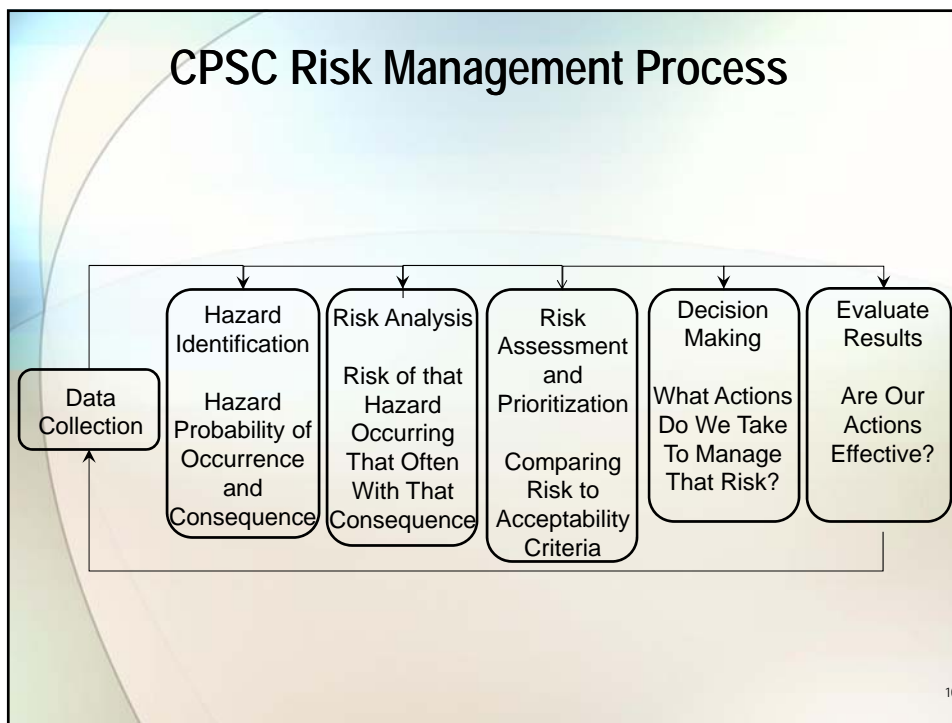 CPSC Risk Management Process
Data
Collection
Hazard
Identification
Hazard
Probability of
Occurrence
and
Consequence
Risk Analysis
Risk of that
Hazard
Occurring
That Often
With That
Consequence
Risk
Assessment
and
Prioritization
Comparing
Risk to
Acceptability
Criteria
Decision
Making
What Actions
Do We Take
To Manage
That Risk?
Evaluate
Results
Are Our
Actions
Effective?